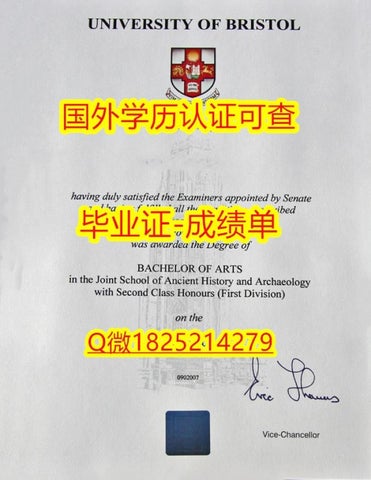 UNIVERSITY OF BRISTOL
国外学历认证可查
having duly satisfied the Examiners appointed by Senate
毕业证-成绩单
was awarded the Degree of
BACHELOR OF ARTS
in the Joint School of Ancient History and Archaeology
with Second Class Honours (First Division)
on the
Q微1825214279
0902007
Vice-Chancellor